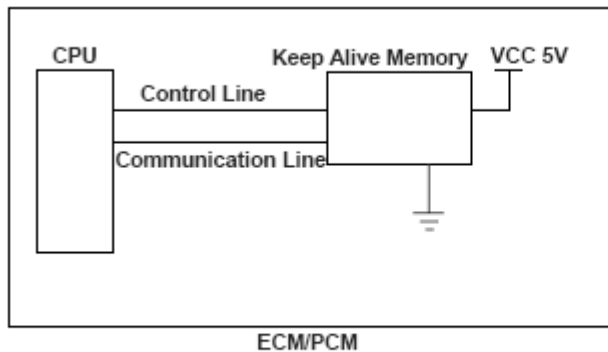 CPU
Keep Alive Memory
VCC 5V
Control Line
Communication Line
ECM/PCM